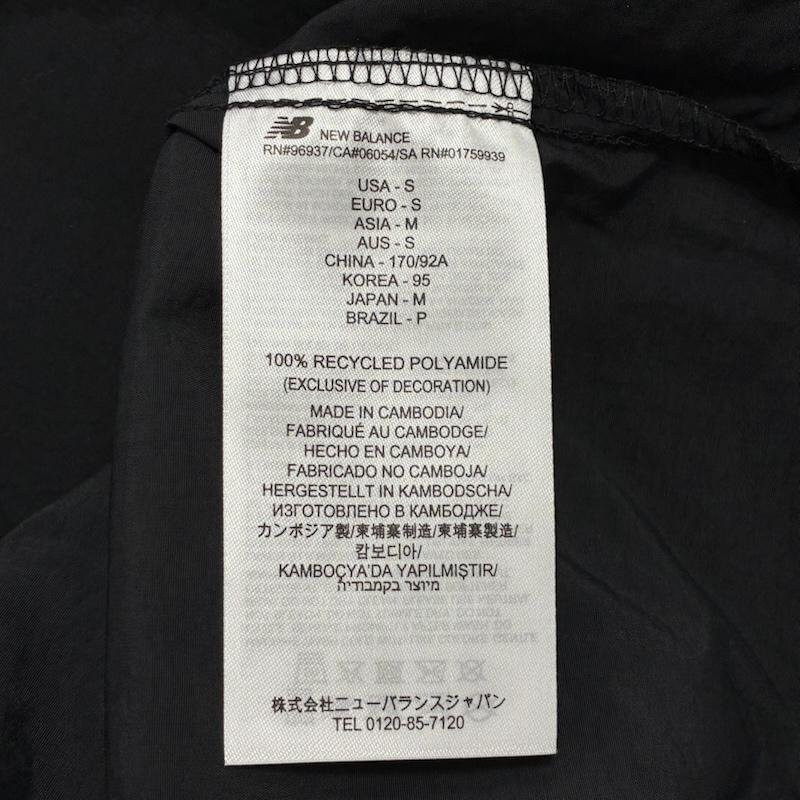 NB NEW BALANCE
RN#96937/CA#06054/SA RN#01759939
USA - S
EURO - S
ASIA - M
AUS - S
CHINA - 170/92A
KOREA - 95
JAPAN - M
BRAZIL - P
100% RECYCLED POLYAMIDE
(EXCLUSIVE OF DECORATION)
MADE IN CAMBODIA/
FABRIQUÉ AU CAMBODGE/
HECHO EN CAMBOYA/
FABRICADO NO CAMBOJA/
HERGESTELLT IN KAMBODSCHA/
ИЗГОТОВЛЕНО В КАМБОДЖЕ/
カンボジア製/柬埔寨制造/柬埔寨製造/
캄보디아/
KAMBOÇYA'DA YAPILMIŞTIR/
מיוצר בקמבודיה
株式会社ニューバランスジャパン
TEL 0120-85-7120